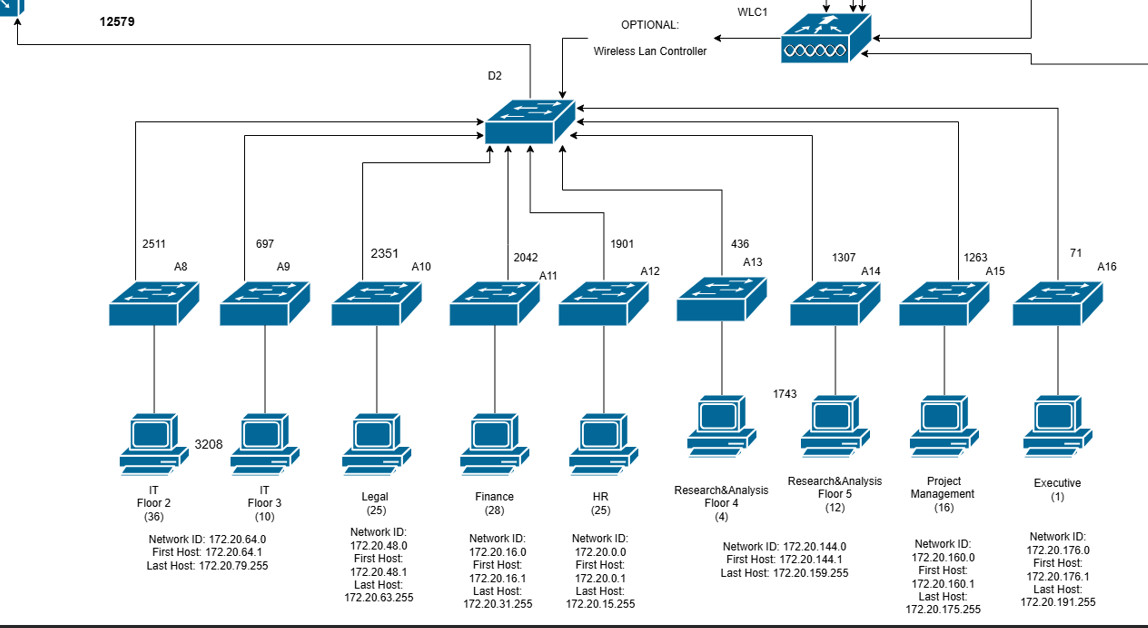 12579
WLC1
OPTIONAL:
Wireless Lan Controller
D2
2511
697
2351
2042
1901
436
1307
1263
71
A8
A9
A10
A11
A12
A13
A14
A15
A16
3208
1743
IT
Floor 2
(36)
IT
Floor 3
(10)
Network ID: 172.20.64.0
First Host: 172.20.64.1
Last Host: 172.20.79.255
Legal
(25)
Network ID:
172.20.48.0
First Host:
172.20.48.1
Last Host:
172.20.63.255
Finance
(28)
Network ID:
172.20.16.0
First Host:
172.20.16.1
Last Host:
172.20.31.255
HR
(25)
Network ID:
172.20.0.0
First Host:
172.20.0.1
Last Host:
172.20.15.255
Research&Analysis
Floor 4
(4)
Research&Analysis
Floor 5
(12)
Network ID: 172.20.144.0
First Host: 172.20.144.1
Last Host: 172.20.159.255
Project
Management
(16)
Network ID:
172.20.160.0
First Host:
172.20.160.1
Last Host:
172.20.175.255
Executive
(1)
Network ID:
172.20.176.0
First Host:
172.20.176.1
Last Host:
172.20.191.255